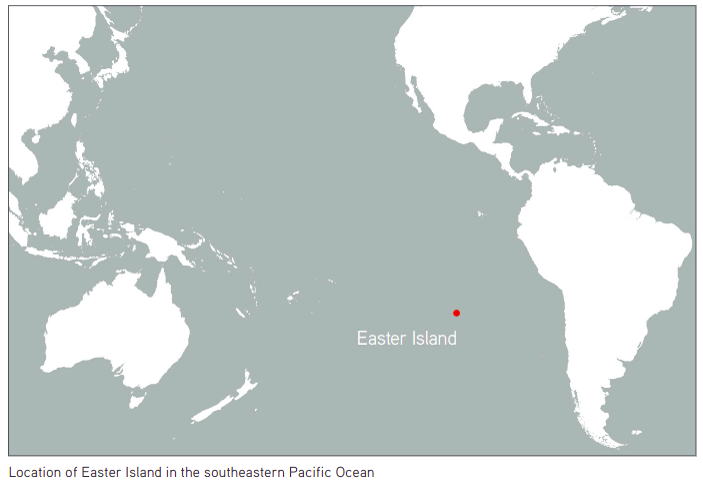 Easter Island
Location of Easter Island in the southeastern Pacific Ocean